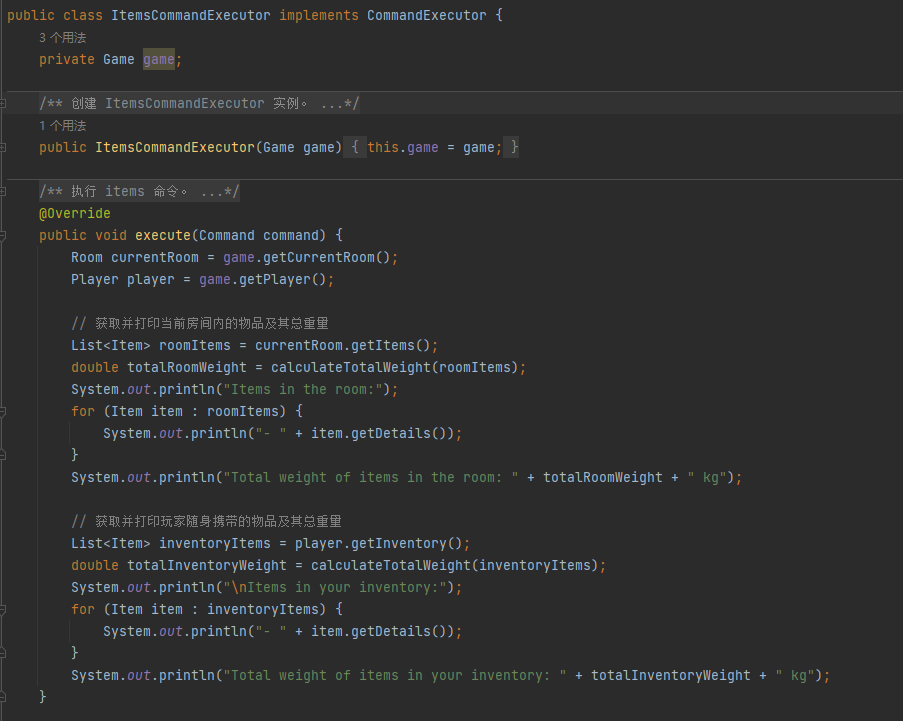 public class ItemsCommandExecutor implements CommandExecutor {
3 个用法
private Game game;
/** 创建 ItemsCommandExecutor 实例。 ...*/
1 个用法
public ItemsCommandExecutor(Game game) { this.game = game; }
/** 执行 items 命令。 ...*/
@Override
public void execute(Command command) {
Room currentRoom = game.getCurrentRoom();
Player player = game.getPlayer();
// 获取并打印当前房间内的物品及其总重量
List<Item> roomItems = currentRoom.getItems();
double totalRoomWeight = calculateTotalWeight(roomItems);
System.out.println("Items in the room:");
for (Item item : roomItems) {
System.out.println("- " + item.getDetails());
}
System.out.println("Total weight of items in the room: " + totalRoomWeight + " kg");
// 获取并打印玩家随身携带的物品及其总重量
List<Item> inventoryItems = player.getInventory();
double totalInventoryWeight = calculateTotalWeight(inventoryItems);
System.out.println("\nItems in your inventory:");
for (Item item : inventoryItems) {
System.out.println("- " + item.getDetails());
}
System.out.println("Total weight of items in your inventory: " + totalInventoryWeight + " kg");
}